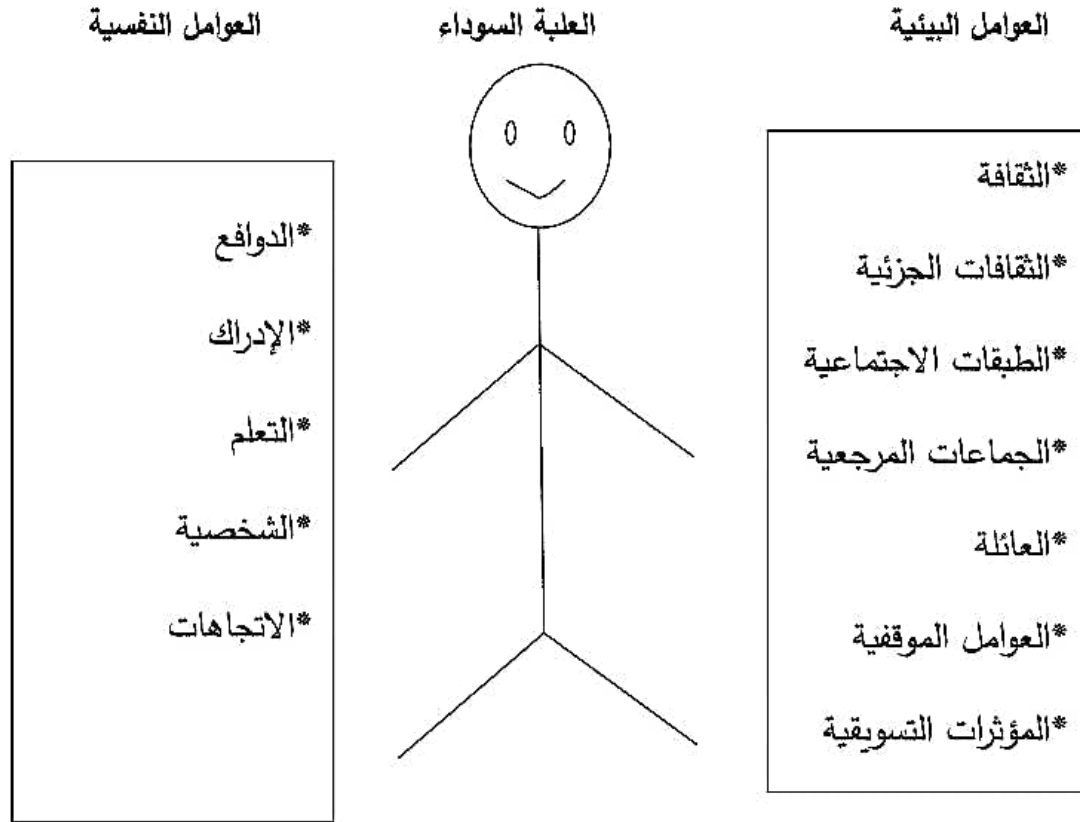 العوامل البيئية
العلبة السوداء
العوامل النفسية
*الثقافة
*الثقافات الجزئية
*الطبقات الاجتماعية
*الجماعات المرجعية
*العائلة
*العوامل الموقفية
*المؤثرات التسويقية
*الدوافع
*الإدراك
*التعلم
*الشخصية
*الاتجاهات